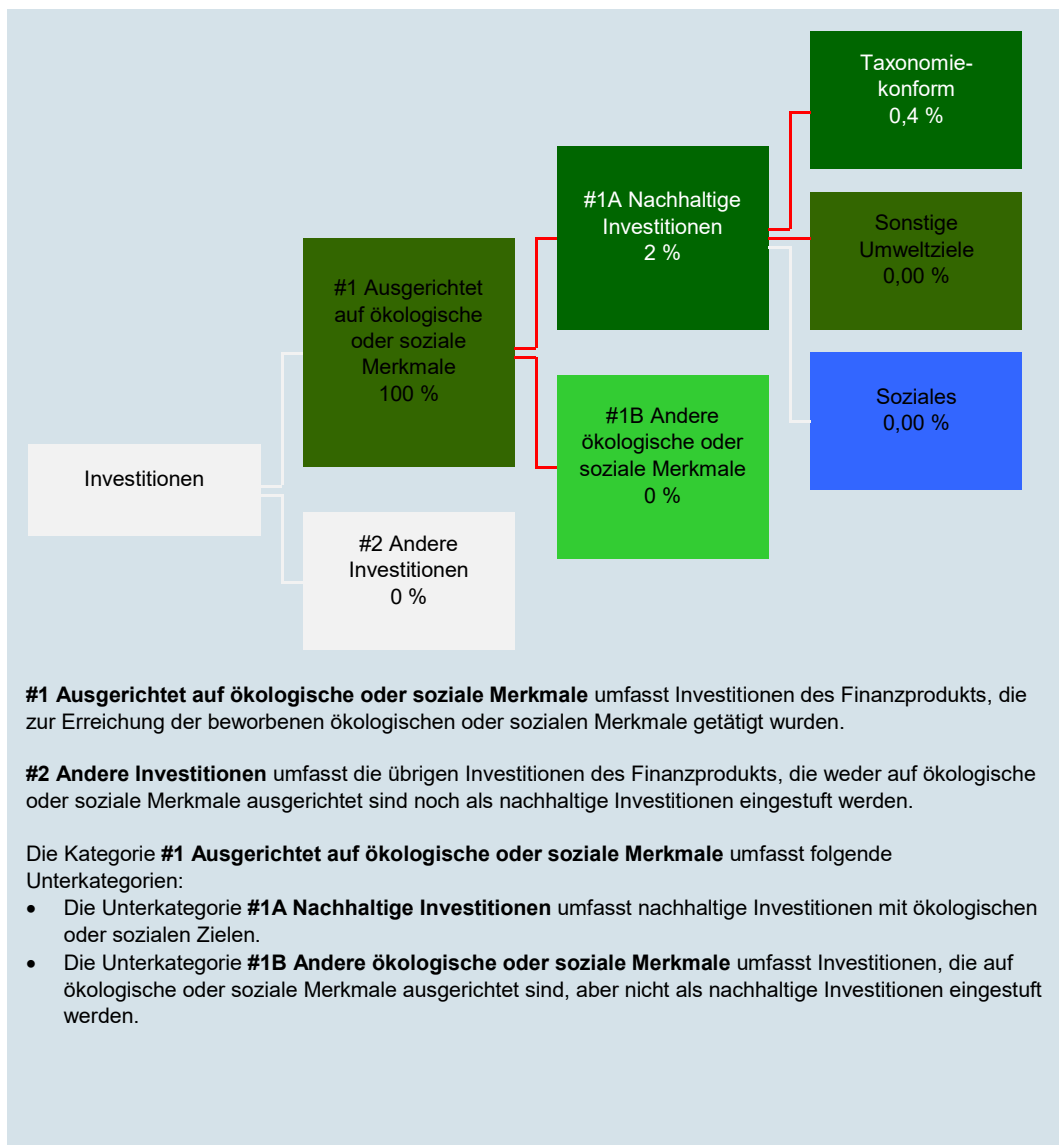 Taxonomie-
konform
0,4 %
#1A Nachhaltige
Investitionen
2 %
Sonstige
Umweltziele
0,00 %
#1 Ausgerichtet
auf ökologische
oder soziale
Merkmale
100 %
Soziales
0,00 %
#1B Andere
ökologische oder
soziale Merkmale
0 %
Investitionen
#2 Andere
Investitionen
0 %
#1 Ausgerichtet auf ökologische oder soziale Merkmale umfasst Investitionen des Finanzprodukts, die
zur Erreichung der beworbenen ökologischen oder sozialen Merkmale getätigt wurden.
#2 Andere Investitionen umfasst die übrigen Investitionen des Finanzprodukts, die weder auf ökologische
oder soziale Merkmale ausgerichtet sind noch als nachhaltige Investitionen eingestuft werden.
Die Kategorie #1 Ausgerichtet auf ökologische oder soziale Merkmale umfasst folgende
Unterkategorien:
• Die Unterkategorie #1A Nachhaltige Investitionen umfasst nachhaltige Investitionen mit ökologischen
oder sozialen Zielen.
• Die Unterkategorie #1B Andere ökologische oder soziale Merkmale umfasst Investitionen, die auf
ökologische oder soziale Merkmale ausgerichtet sind, aber nicht als nachhaltige Investitionen eingestuft
werden.